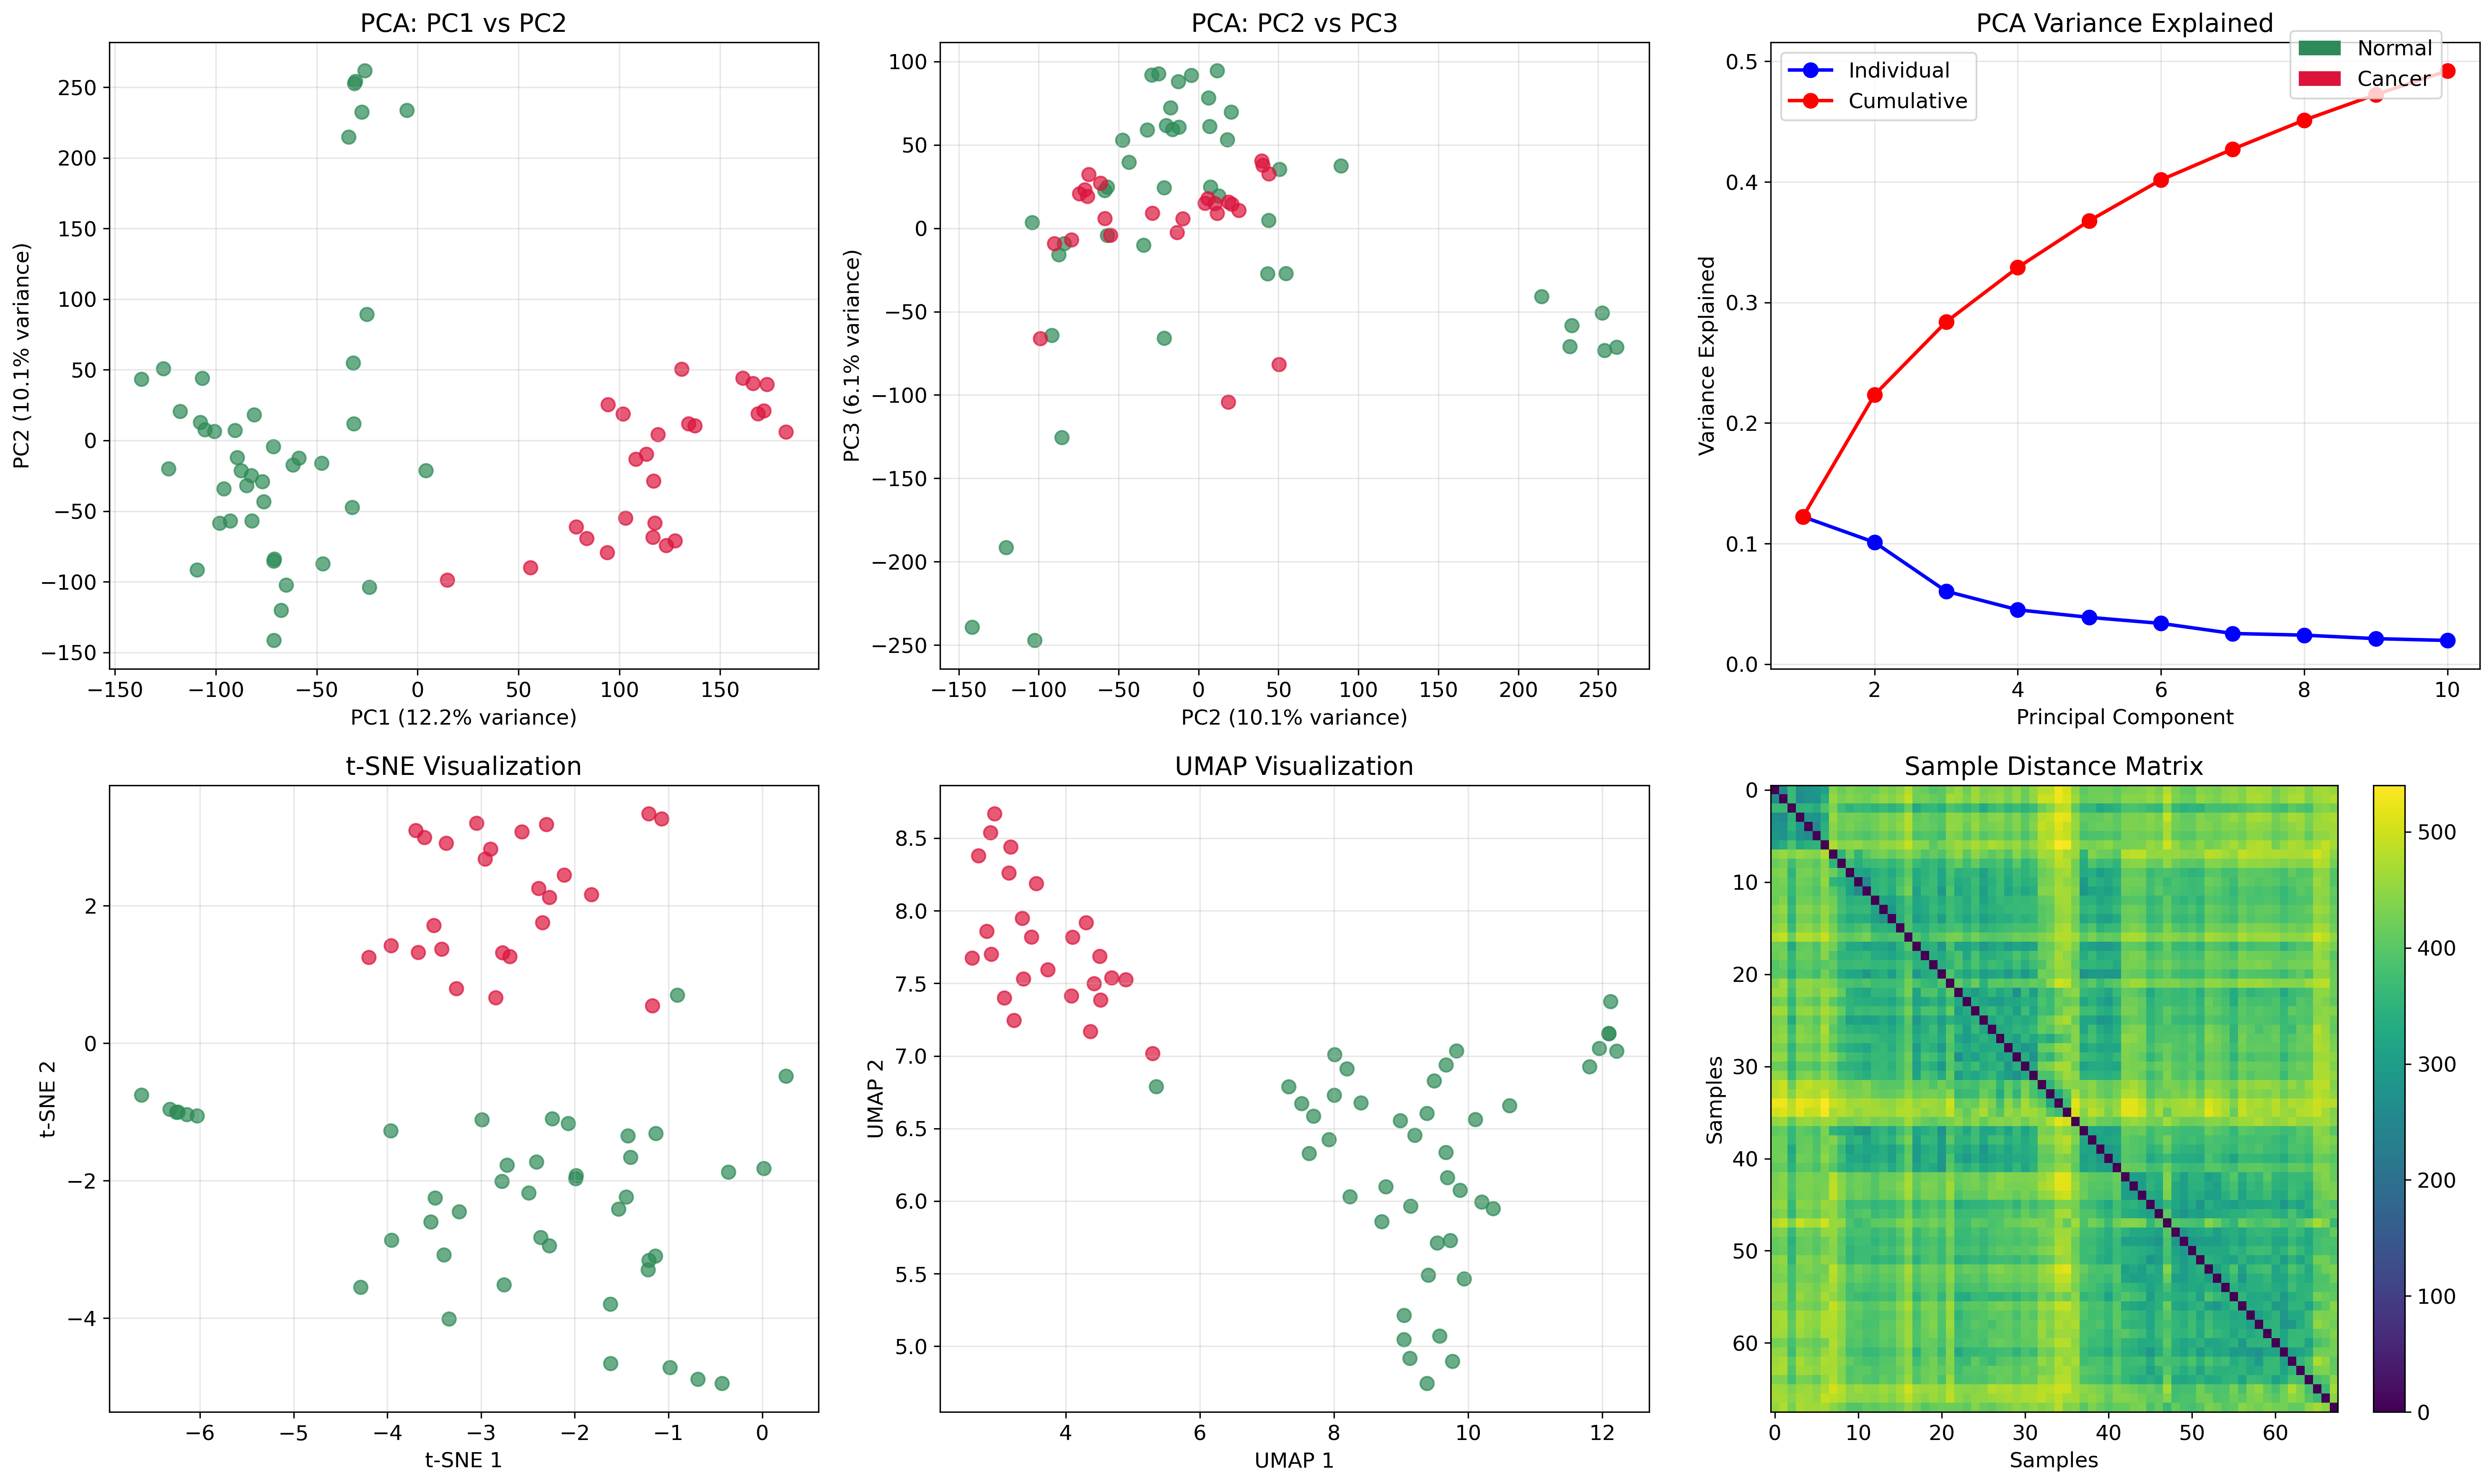 PCA: PC1 vs PC2
250
200
150
100
50
0
−50
−100
−150
PC2 (10.1% variance)
−150 −100 −50 0 50 100 150
PC1 (12.2% variance)
PCA: PC2 vs PC3
100
50
0
−50
−100
−150
−200
−250
PC3 (6.1% variance)
−150 −100 −50 0 50 100 150 200 250
PC2 (10.1% variance)
PCA Variance Explained
Individual
Cumulative
Normal
Cancer
0.5
0.4
0.3
0.2
0.1
0.0
Variance Explained
2 4 6 8 10
Principal Component
t-SNE Visualization
2
0
−2
−4
t-SNE 2
−6 −5 −4 −3 −2 −1 0
t-SNE 1
UMAP Visualization
8.5
8.0
7.5
7.0
6.5
6.0
5.5
5.0
UMAP 2
4 6 8 10 12
UMAP 1
Sample Distance Matrix
0
10
20
30
40
50
60
Samples
0 10 20 30 40 50 60
Samples
500
400
300
200
100
0